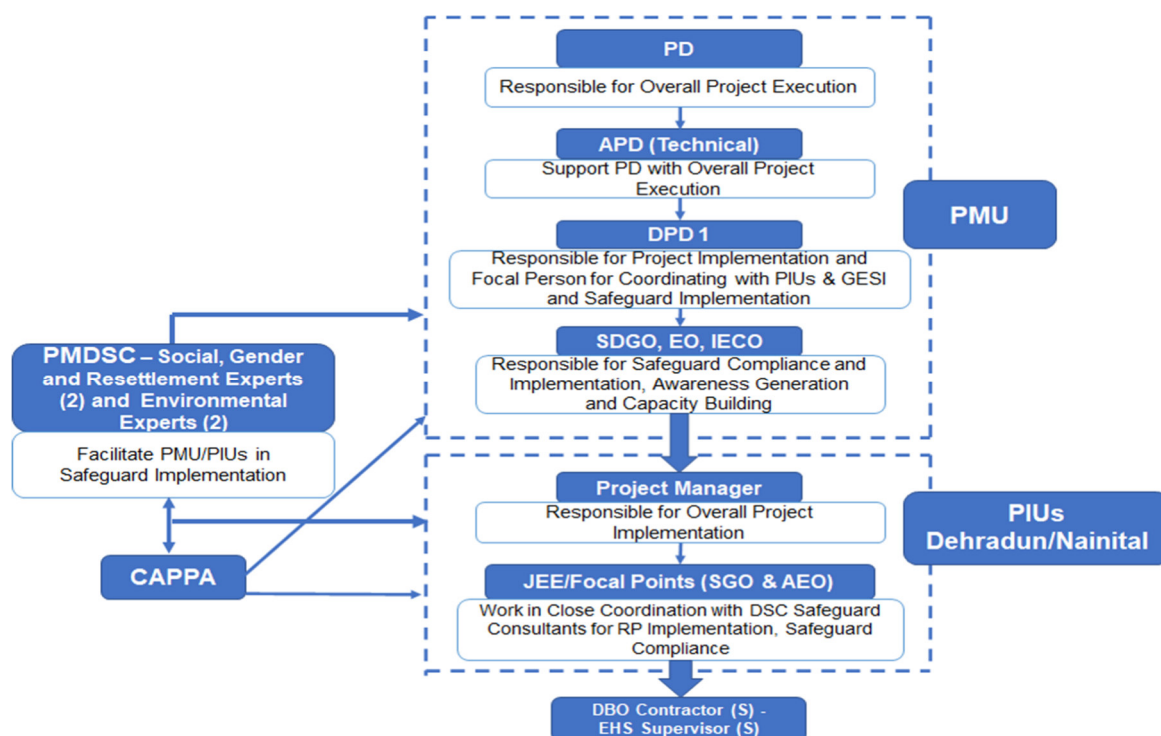 PD
Responsible for Overall Project Execution
APD (Technical)
Support PD with Overall Project
Execution
DPD 1
Responsible for Project Implementation and
Focal Person for Coordinating with PIUs & GESI
and Safeguard Implementation
SDGO, EO, IECO
Responsible for Safeguard Compliance and
Implementation, Awareness Generation
and Capacity Building
PMU
PMDSC – Social, Gender
and Resettlement Experts
(2) and Environmental
Experts (2)
Facilitate PMU/PIUs in
Safeguard Implementation
CAPPA
Project Manager
Responsible for Overall Project
Implementation
JEE/Focal Points (SGO & AEO)
Work in Close Coordination with DSC Safeguard
Consultants for RP Implementation, Safeguard
Compliance
PIUs
Dehradun/Nainital
DBO Contractor (S) -
EHS Supervisor (S)